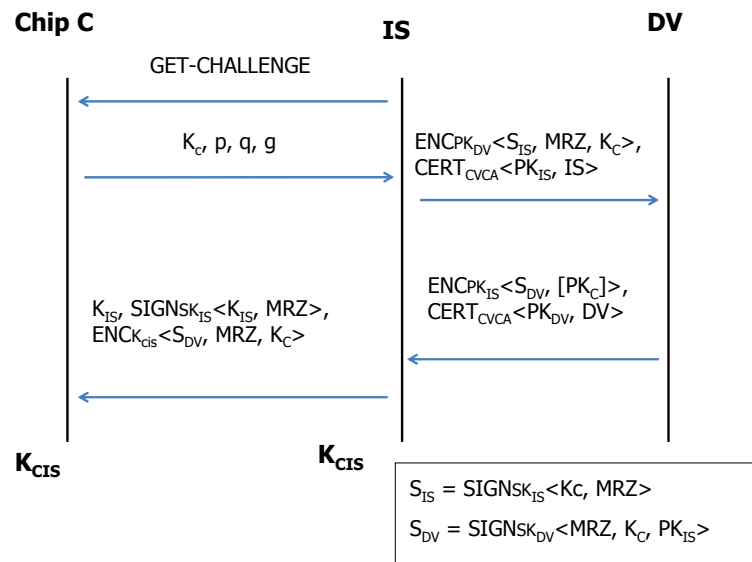 Chip C
IS
DV
GET-CHALLENGE
K_c, p, q, g
ENCPK_DV<S_IS, MRZ, K_C>,
CERT_CVCA<PK_IS, IS>
ENCPK_IS<S_DV, [PK_C]>,
CERT_CVCA<PK_DV, DV>
K_IS, SIGNSK_IS<K_IS, MRZ>,
ENCK_cis<S_DV, MRZ, K_C>
K_CIS
K_CIS
S_IS = SIGNSK_IS<Kc, MRZ>
S_DV = SIGNSK_DV<MRZ, K_C, PK_IS>